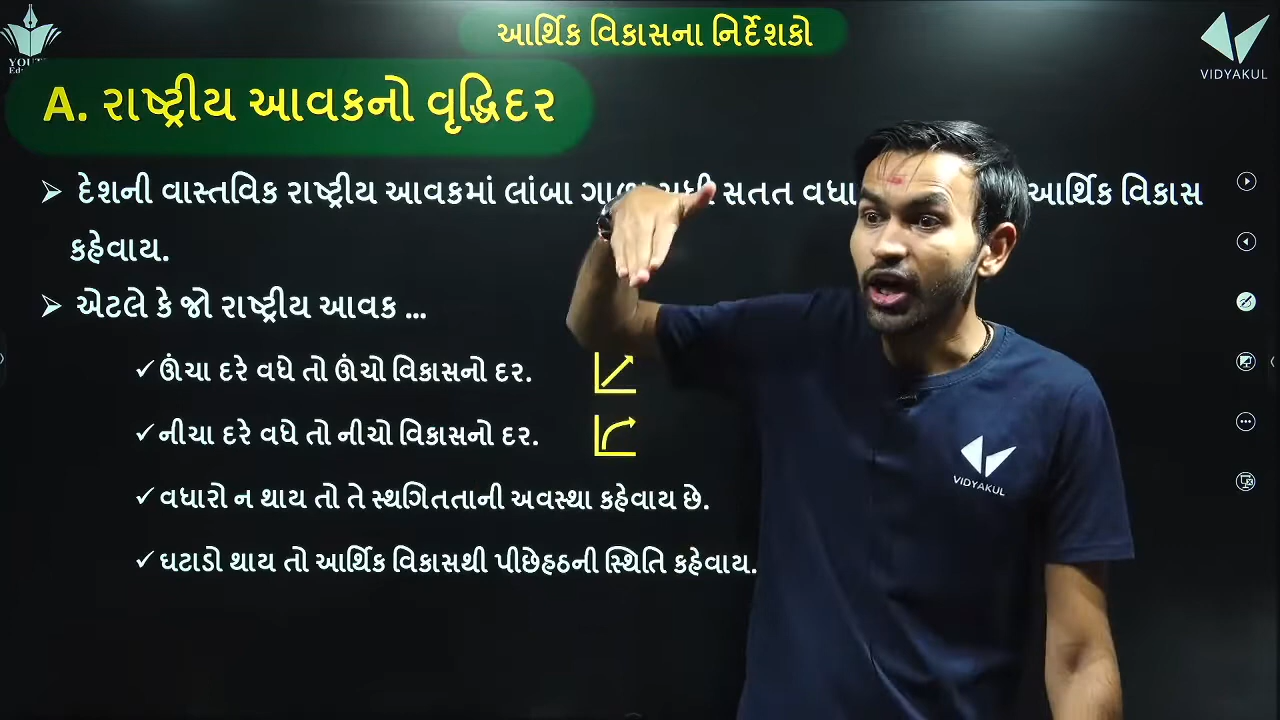 આર્થિક વિકાસના નિર્દેશકો
VIDYAKUL
A. રાષ્ટ્રીય આવકનો વૃદ્ધિદર
દેશની વાસ્તવિક રાષ્ટ્રીય આવકમાં લાંબા સતત આર્થિક વિકાસ
કહેવાય.
એટલે કે જો રાષ્ટ્રીય આવક ...
ઊંચા દરે વધે તો ઊંચો વિકાસનો દર.
નીચા દરે વધે તો નીચો વિકાસનો દર.
વધારો ન થાય તો તે સ્થગિતતાની અવસ્થા કહેવાય છે.
ઘટાડો થાય તો આર્થિક વિકાસથી પીછેહઠની સ્થિતિ કહેવાય.
VIDYAKUL